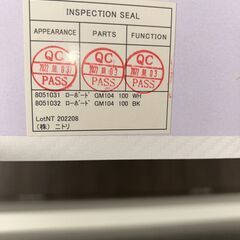 INSPECTION SEAL
APPEARANCE PARTS FUNCTION
QC QC QC
PASS PASS PASS
8051031 ローボード GM104 100 WH
8051032 ローボード GM104 100 BK
LotNT 202208
(株) ニトリ